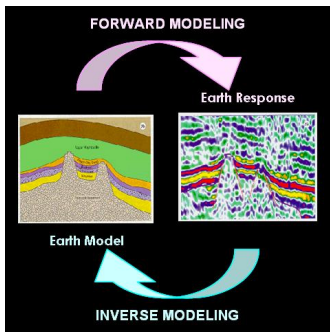 FORWARD MODELING
Earth Response
Earth Model
INVERSE MODELING